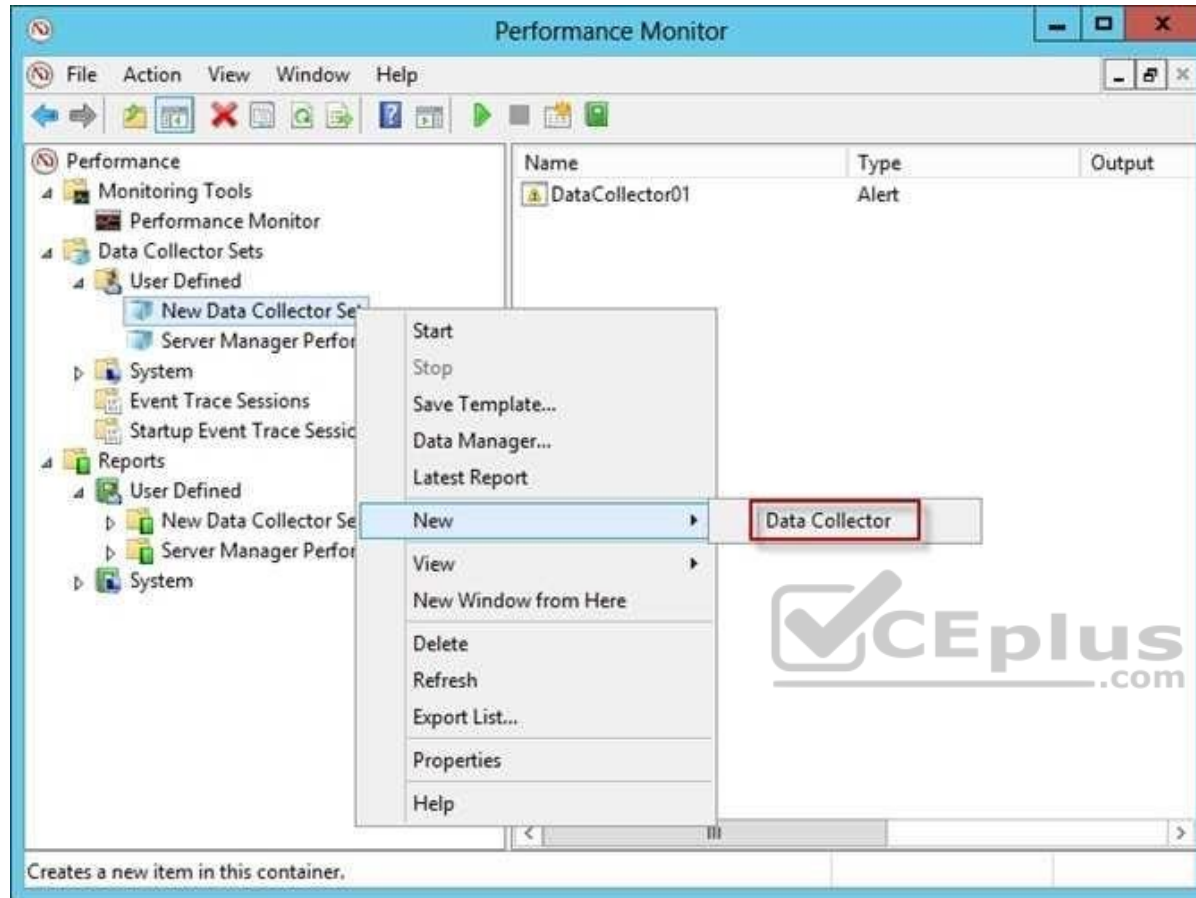 Performance Monitor
File Action View Window Help
Performance
Monitoring Tools
Performance Monitor
Data Collector Sets
User Defined
New Data Collector Se
Server Manager Perfor
System
Event Trace Sessions
Startup Event Trace Sessic
Reports
User Defined
New Data Collector Se
Server Manager Perfor
System
Name Type Output
DataCollector01 Alert
Start
Stop
Save Template...
Data Manager...
Latest Report
New
Data Collector
View
New Window from Here
Delete
Refresh
Export List...
Properties
Help
VCEplus
.com
Creates a new item in this container.